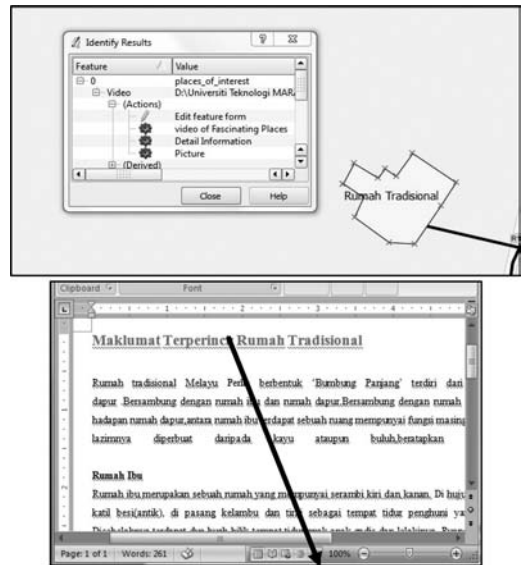 Identify Results
Feature Value
0 places_of_interest
Video D:\Universiti Teknologi MAR
(Actions)
Edit feature form
video of Fascinating Places
Detail Information
Picture
(Derived)
Close Help
Rumah Tradisional
Clipboard Font
1 2 3 4
Maklumat Terperinci Rumah Tradisional
Rumah tradisional Melayu berbentuk 'Bumbung Panjang' terdiri dari
dapur .Bersambung dengan rumah ibu dan rumah dapur.Bersambung dengan rumah
hadapan rumah dapur,antara rumah ibu terdapat sebuah ruang mempunyai fungsi masing
lazimnya diperbuat daripada kayu ataupun buluh,beratapkan
Rumah Ibu
Rumah ibu merupakan sebuah rumah yang mempunyai serambi kiri dan kanan. Di huju
katil besi(antik), di pasang kelambu dan sebagai tempat tidur penghuni ya
Page: 1 of 1 Words: 261 100%